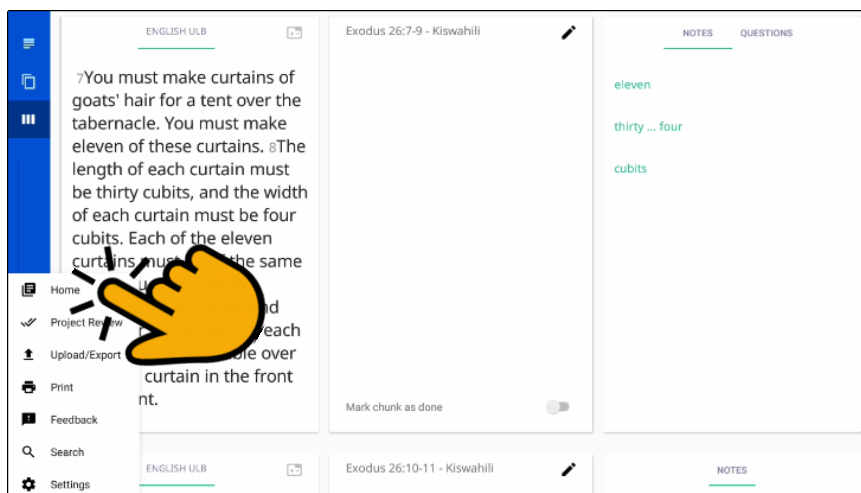 ENGLISH ULB
7You must make curtains of
goats' hair for a tent over the
tabernacle. You must make
eleven of these curtains. 8The
length of each curtain must
be thirty cubits, and the width
of each curtain must be four
cubits. Each of the eleven
curtains must the same
each
over
curtain in the front
Exodus 26:7-9 - Kiswahili
Mark chunk as done
NOTES QUESTIONS
eleven
thirty ... four
cubits
Home
Project Review
Upload/Export
Print
Feedback
Search
Settings
ENGLISH ULB
Exodus 26:10-11 - Kiswahili
NOTES